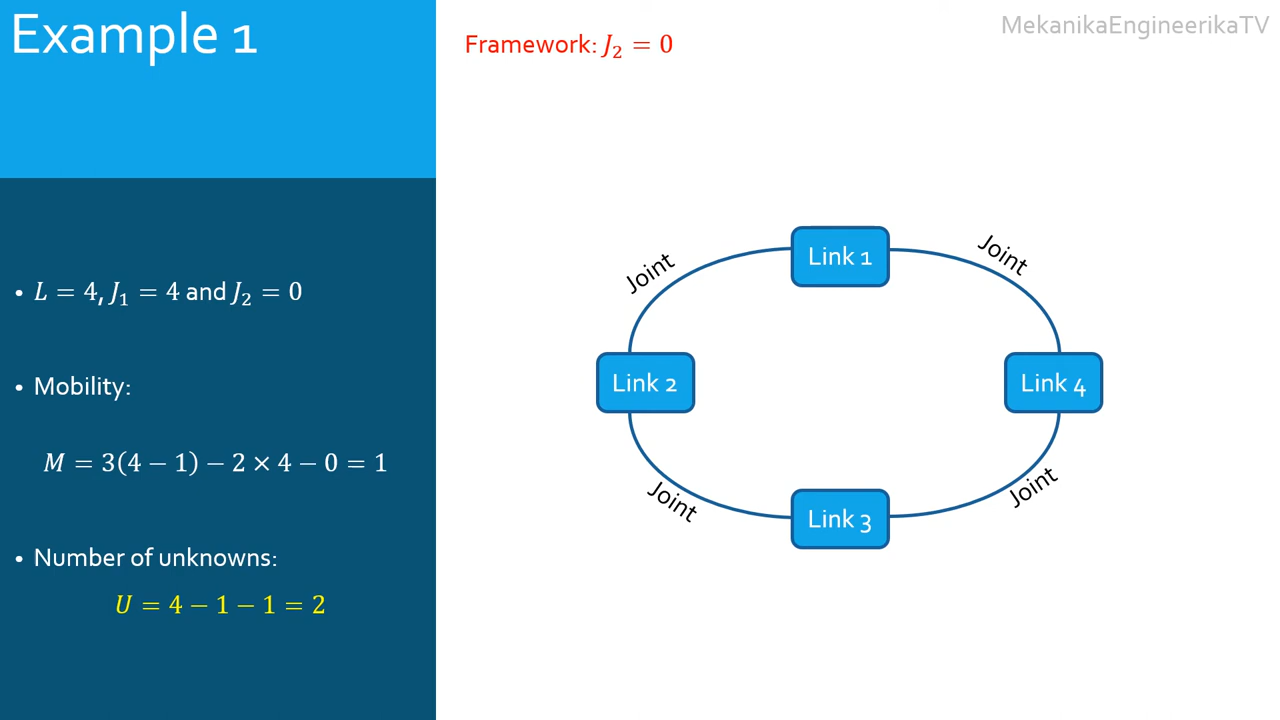 Example 1
MekanikaEngineerikaTV
Framework: J₂ = 0
• L = 4, J₁ = 4 and J₂ = 0
• Mobility:
M = 3(4 − 1) − 2 × 4 − 0 = 1
• Number of unknowns:
U = 4 − 1 − 1 = 2
Link 1
Joint
Joint
Link 2
Link 4
Joint
Joint
Link 3